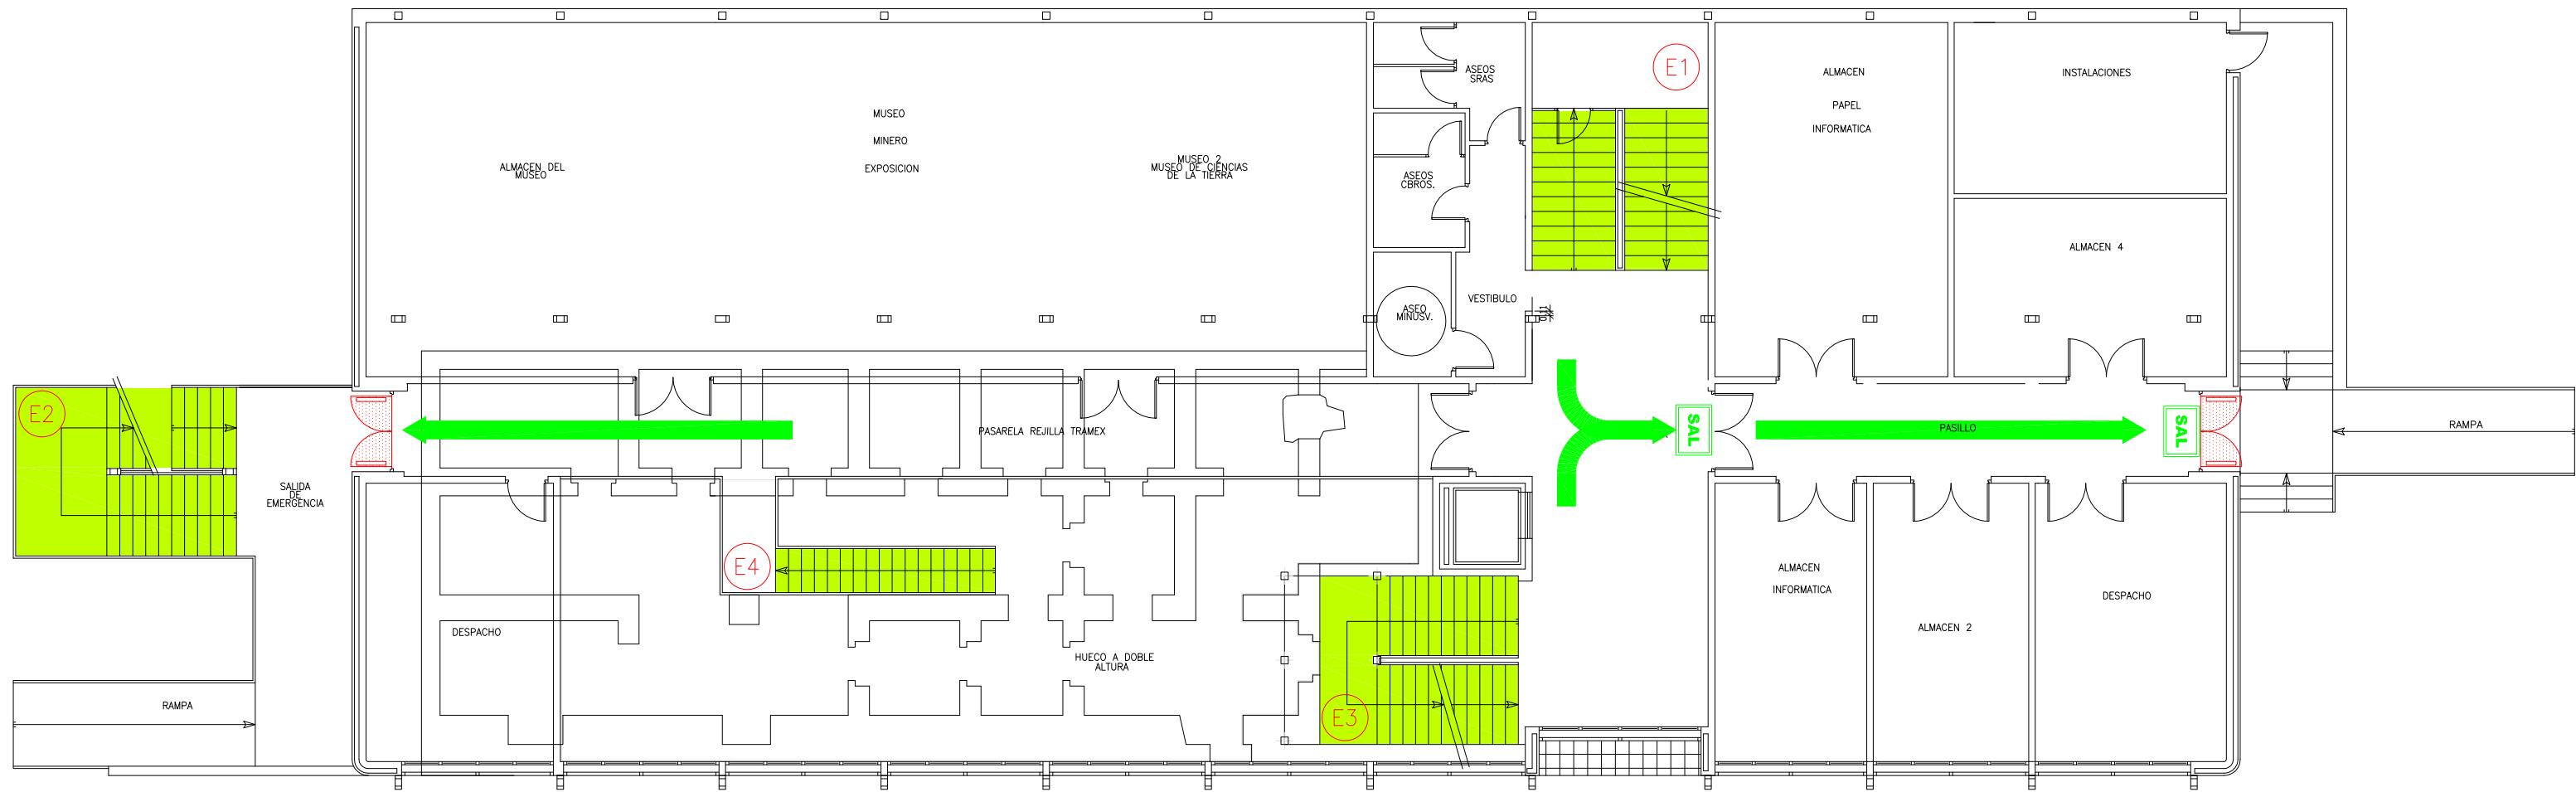 E1
ASEOS
SRAS
ALMACEN
PAPEL
INFORMATICA
INSTALACIONES
MUSEO
MINERO
EXPOSICION
ALMACEN DEL
MUSEO
MUSEO 2
MUSEO DE CIENCIAS
DE LA TIERRA
ASEOS
CBROS.
ALMACEN 4
VESTIBULO
ASEO
MINUSV.
0,11
E2
PASARELA REJILLA TRAMEX
SAL
PASILLO
SAL
RAMPA
SALIDA
DE
EMERGENCIA
E4
ALMACEN
INFORMATICA
DESPACHO
DESPACHO
ALMACEN 2
HUECO A DOBLE
ALTURA
RAMPA
E3